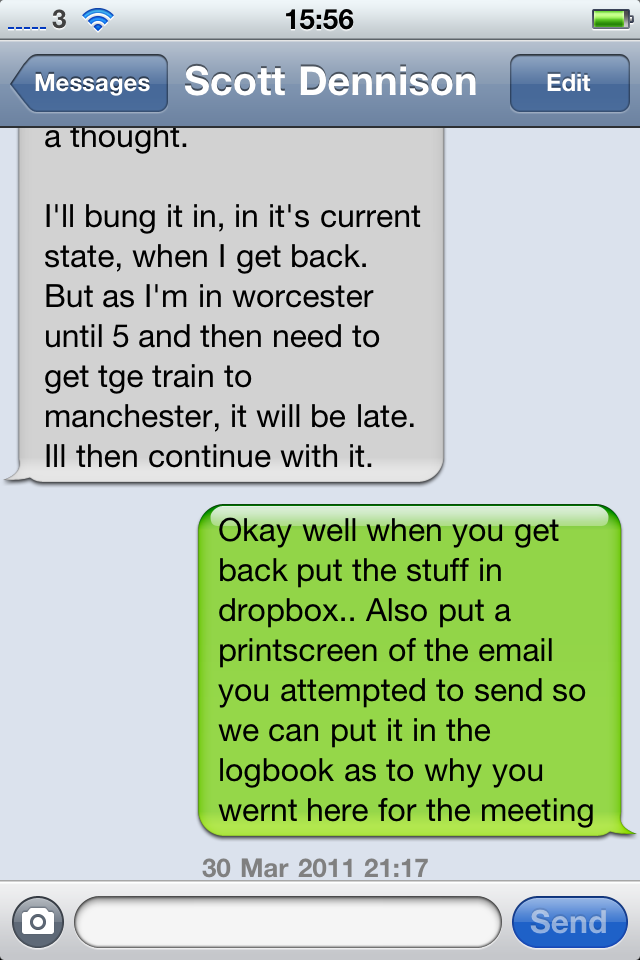 3 15:56
Messages Scott Dennison Edit
a thought.
I'll bung it in, in it's current
state, when I get back.
But as I'm in worcester
until 5 and then need to
get tge train to
manchester, it will be late.
Ill then continue with it.
Okay well when you get
back put the stuff in
dropbox.. Also put a
printscreen of the email
you attempted to send so
we can put it in the
logbook as to why you
wernt here for the meeting
30 Mar 2011 21:17
Send